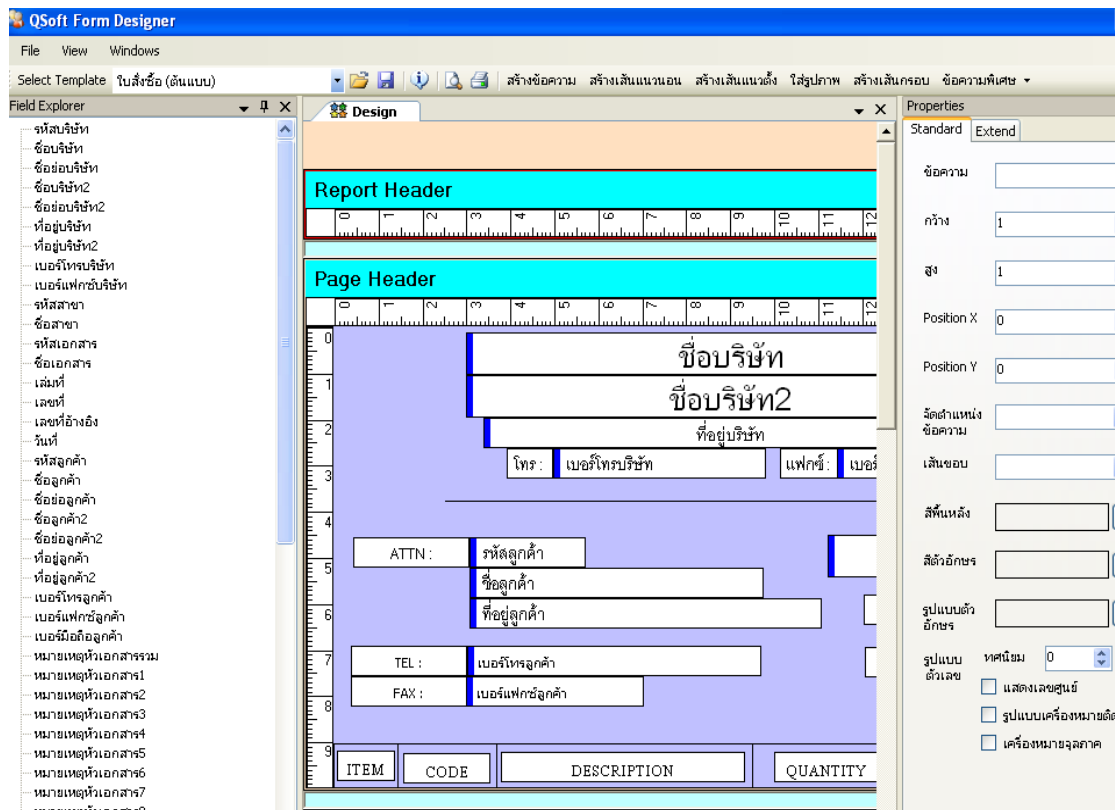 QSoft Form Designer
File View Windows
Select Template ใบสั่งซื้อ (ต้นแบบ) สร้างข้อความ สร้างเส้นแนวนอน สร้างเส้นแนวตั้ง ใส่รูปภาพ สร้างเส้นกรอบ ข้อความพิเศษ
Field Explorer
รหัสบริษัท
ชื่อบริษัท
ชื่อย่อบริษัท
ชื่อบริษัท2
ชื่อย่อบริษัท2
ที่อยู่บริษัท
ที่อยู่บริษัท2
เบอร์โทรบริษัท
เบอร์แฟกซ์บริษัท
รหัสสาขา
ชื่อสาขา
รหัสเอกสาร
ชื่อเอกสาร
เล่มที่
เลขที่
เลขที่อ้างอิง
วันที่
รหัสลูกค้า
ชื่อลูกค้า
ชื่อย่อลูกค้า
ชื่อลูกค้า2
ชื่อย่อลูกค้า2
ที่อยู่ลูกค้า
ที่อยู่ลูกค้า2
เบอร์โทรลูกค้า
เบอร์แฟกซ์ลูกค้า
เบอร์มือถือลูกค้า
หมายเหตุหัวเอกสารรวม
หมายเหตุหัวเอกสาร1
หมายเหตุหัวเอกสาร2
หมายเหตุหัวเอกสาร3
หมายเหตุหัวเอกสาร4
หมายเหตุหัวเอกสาร5
หมายเหตุหัวเอกสาร6
หมายเหตุหัวเอกสาร7
Design
Report Header
0 1 2 3 4 5 6 7 8 9 10 11 12
Page Header
0 1 2 3 4 5 6 7 8 9 10 11 12
0
1
2
3
4
5
6
7
8
9
ชื่อบริษัท
ชื่อบริษัท2
ที่อยู่บริษัท
โทร : เบอร์โทรบริษัท แฟกซ์ : เบอร์
ATTN : รหัสลูกค้า
ชื่อลูกค้า
ที่อยู่ลูกค้า
TEL : เบอร์โทรลูกค้า
FAX : เบอร์แฟกซ์ลูกค้า
ITEM CODE DESCRIPTION QUANTITY
Properties
Standard Extend
ข้อความ
กว้าง 1
สูง 1
Position X 0
Position Y 0
จัดตำแหน่ง
ข้อความ
เส้นขอบ
สีพื้นหลัง
สีตัวอักษร
รูปแบบตัว
อักษร
รูปแบบ ทศนิยม 0
ตัวเลข
แสดงเลขศูนย์
รูปแบบเครื่องหมายติด
เครื่องหมายจุลภาค